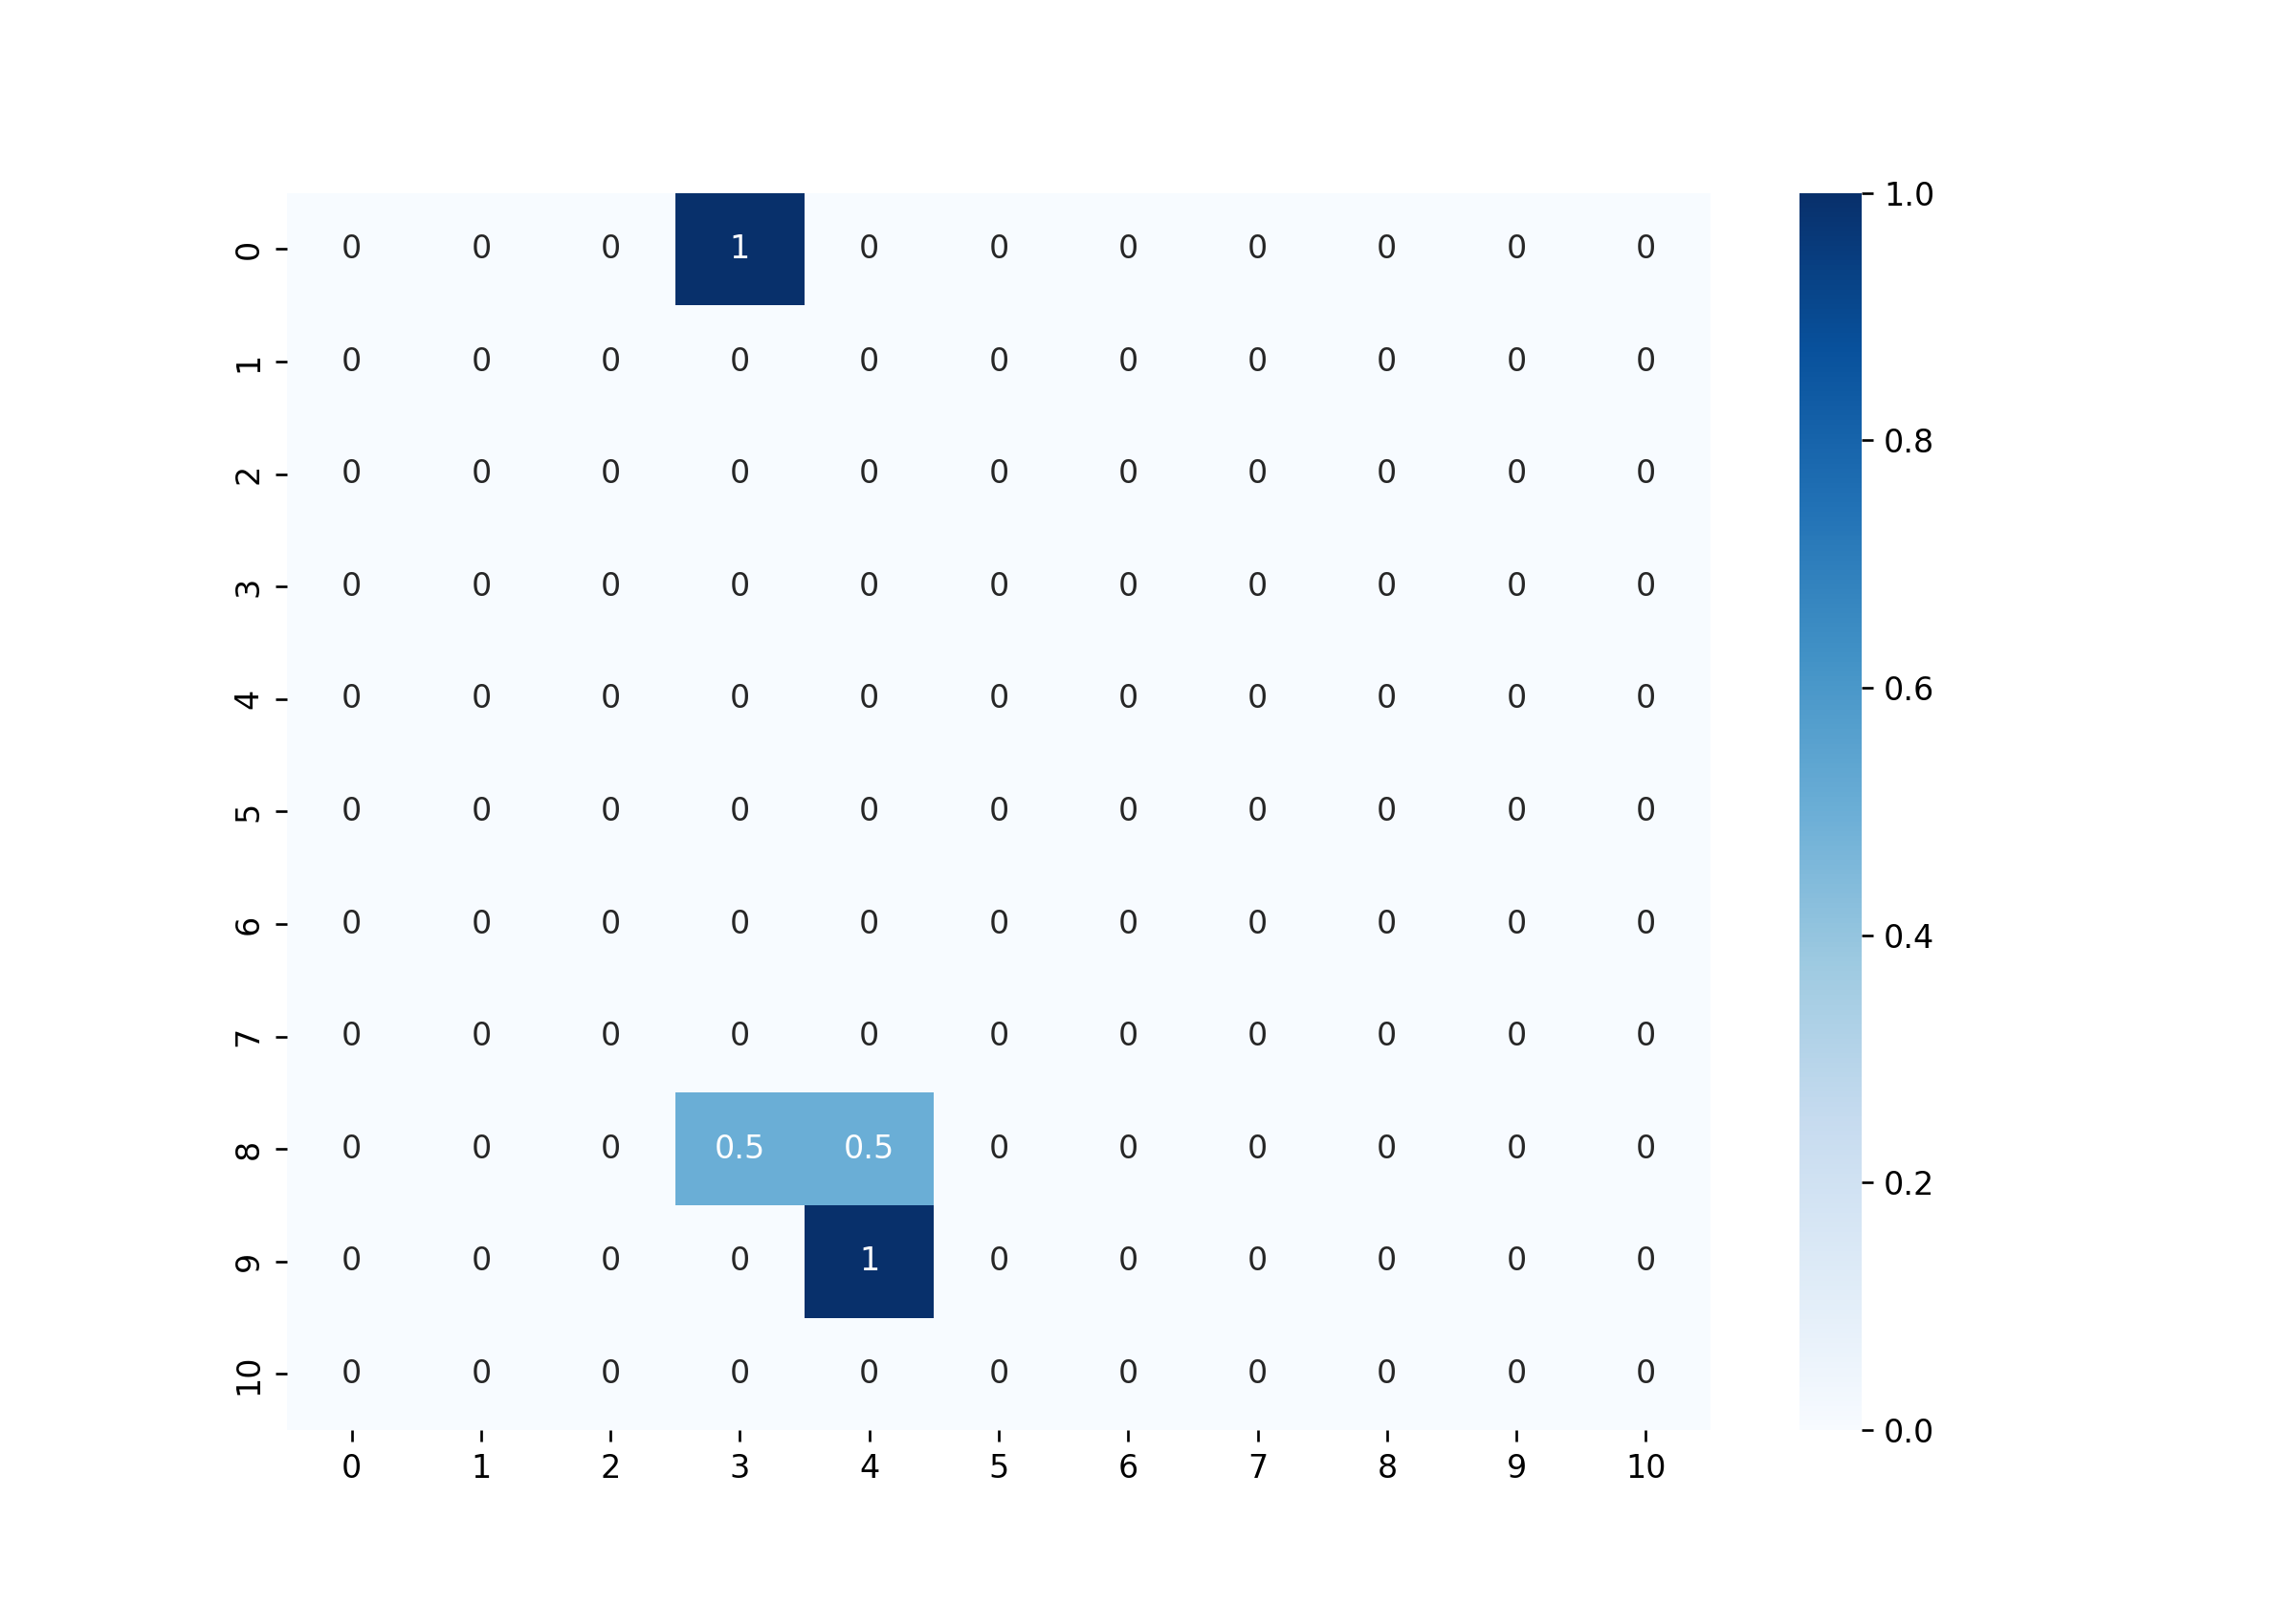 1.0
0 0 0 0 1 0 0 0 0 0 0 0
1 0 0 0 0 0 0 0 0 0 0 0
0.8
2 0 0 0 0 0 0 0 0 0 0 0
3 0 0 0 0 0 0 0 0 0 0 0
0.6
4 0 0 0 0 0 0 0 0 0 0 0
5 0 0 0 0 0 0 0 0 0 0 0
6 0 0 0 0 0 0 0 0 0 0 0
0.4
7 0 0 0 0 0 0 0 0 0 0 0
8 0 0 0 0.5 0.5 0 0 0 0 0 0
0.2
9 0 0 0 0 1 0 0 0 0 0 0
10 0 0 0 0 0 0 0 0 0 0 0
0.0
0 1 2 3 4 5 6 7 8 9 10